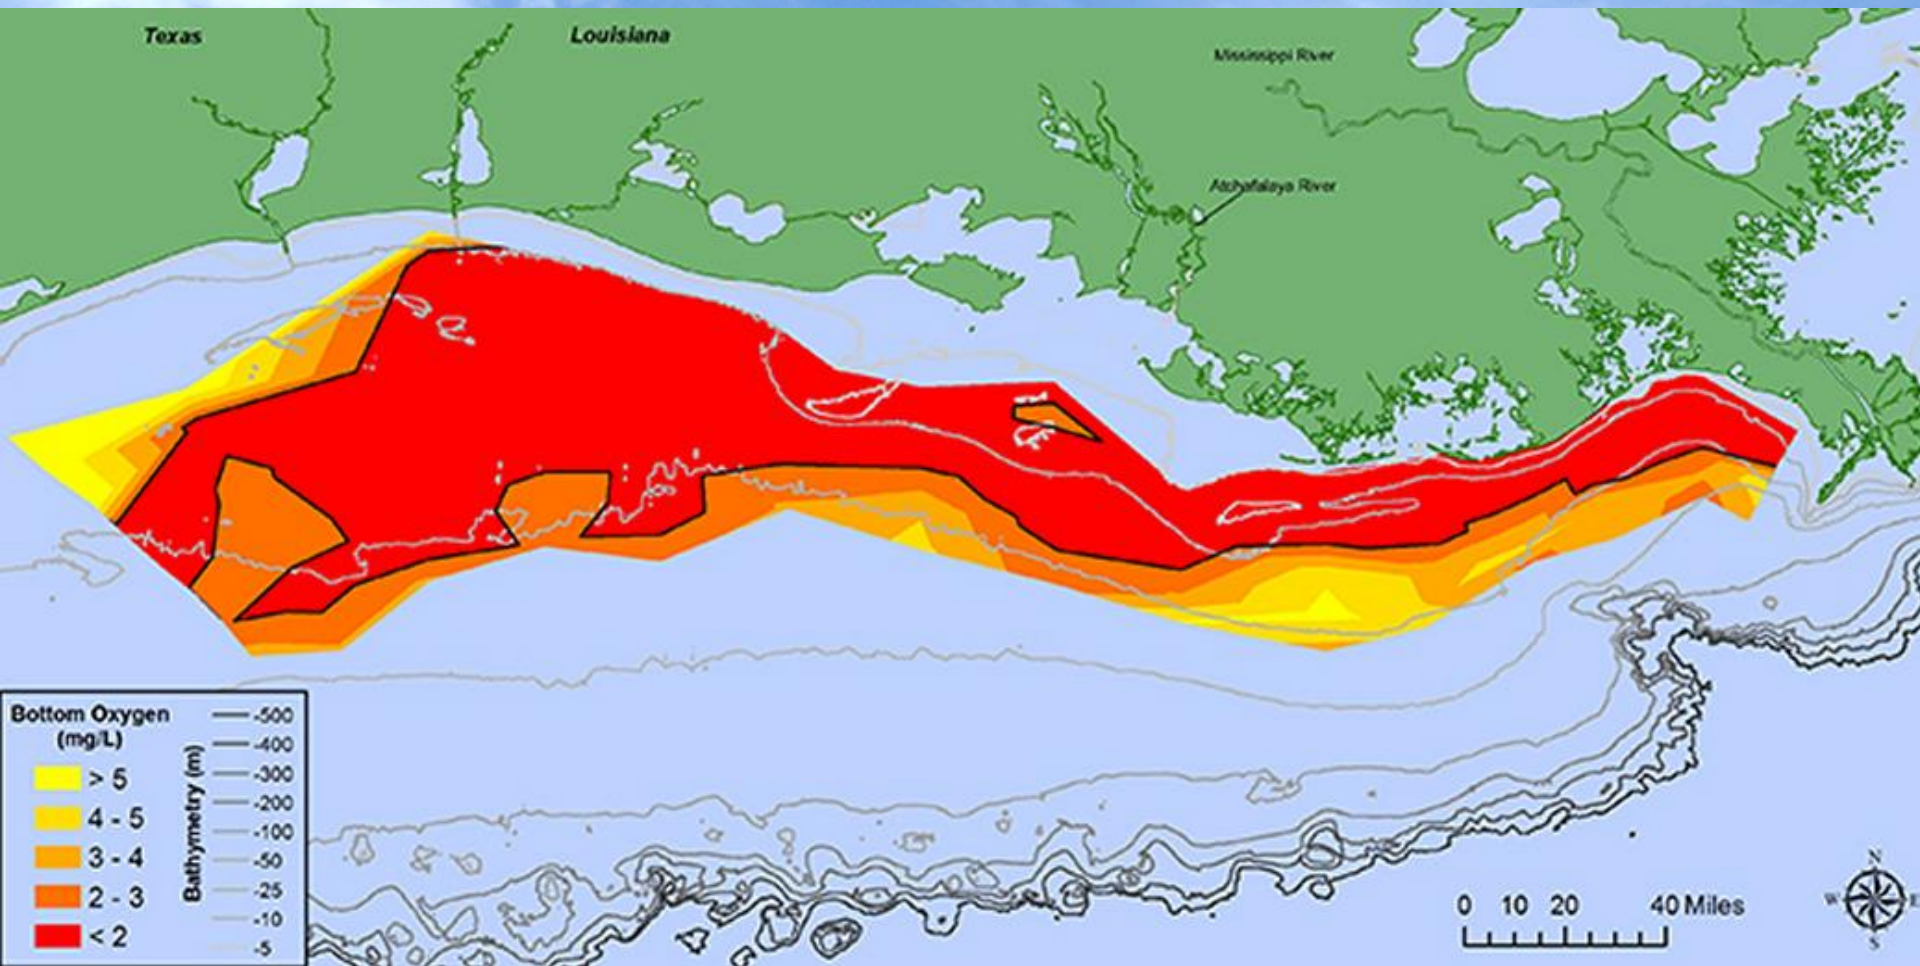 Texas
Louisiana
Mississippi River
Atchafalaya River
Bottom Oxygen
(mg/L)
> 5
4 - 5
3 - 4
2 - 3
< 2
Bathymetry (m)
-500
-400
-300
-200
-100
-50
-25
-10
-5
0 10 20 40 Miles
N
W E
S